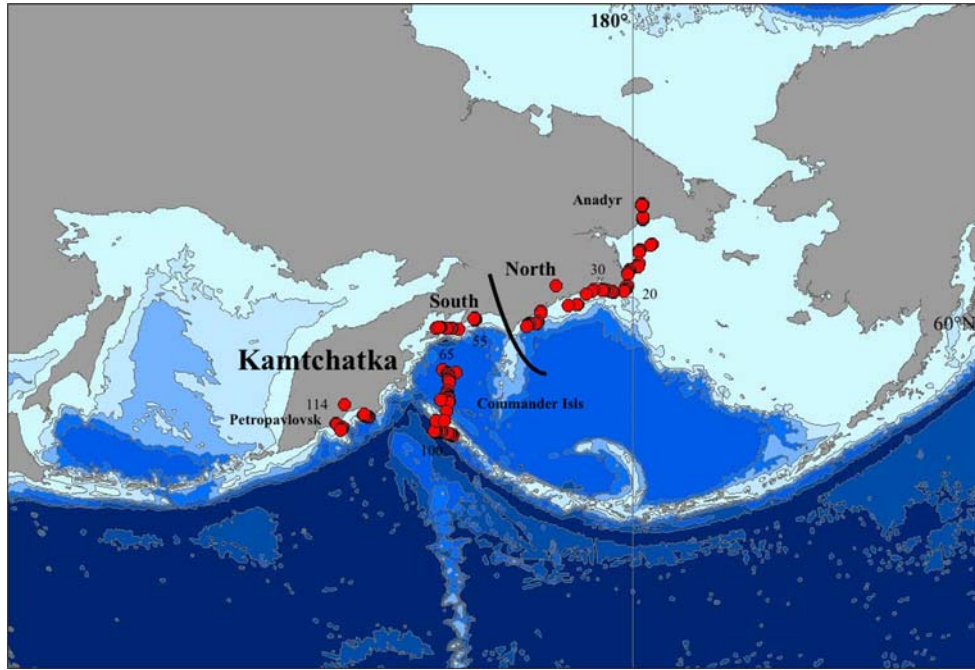 180°
Anadyr
North
30
20
South
60°N
55
65
Kamtchatka
114
Commander Isls
Petropavlovsk
100